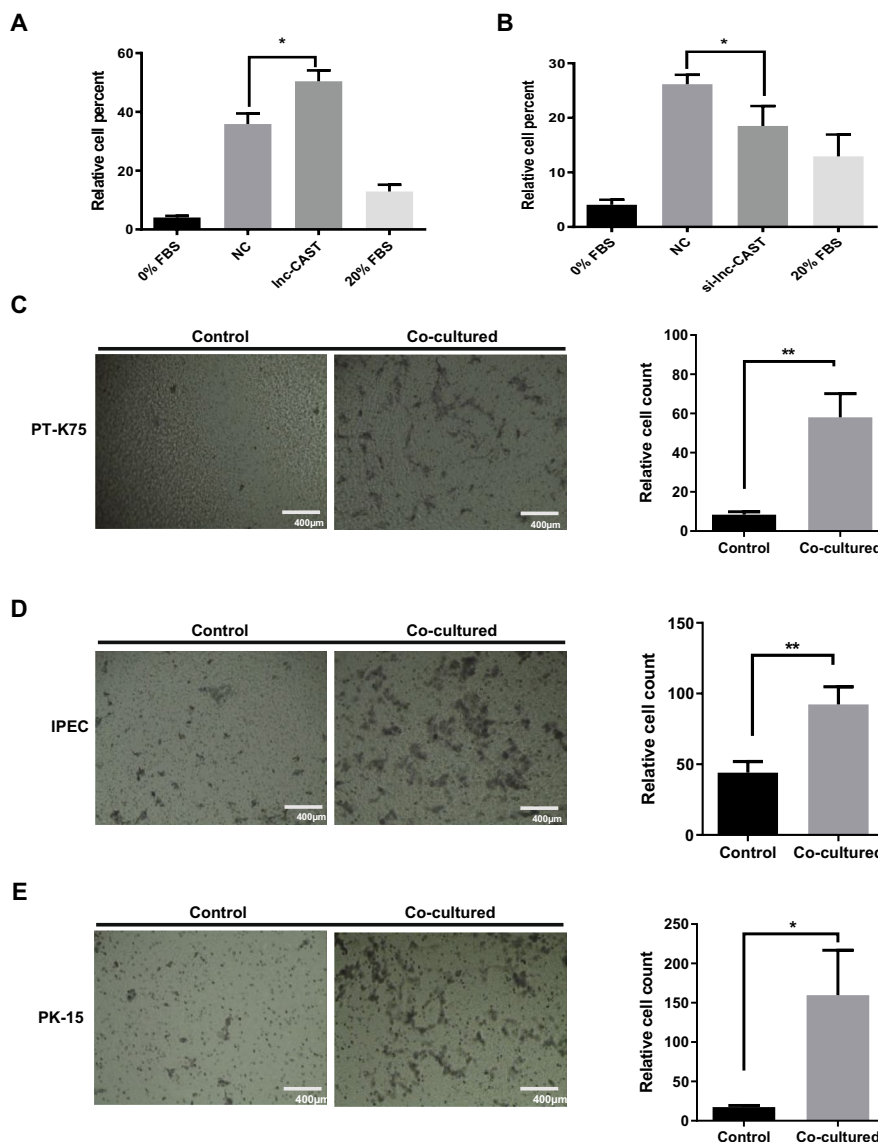 A
Relative cell percent
60
40
20
0
*
0% FBS
NC
lnc-CAST
20% FBS
B
Relative cell percent
30
20
10
0
*
0% FBS
NC
si-lnc-CAST
20% FBS
C
Control
Co-cultured
PT-K75
400μm
400μm
Relative cell count
100
80
60
40
20
0
**
Control
Co-cultured
D
Control
Co-cultured
IPEC
400μm
400μm
Relative cell count
150
100
50
0
**
Control
Co-cultured
E
Control
Co-cultured
PK-15
400μm
400μm
Relative cell count
250
200
150
100
50
0
*
Control
Co-cultured